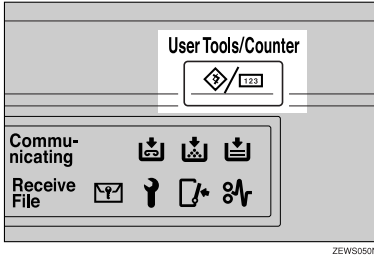 User Tools/Counter
123
Commu-
nicating
Receive
File
ZEWS050N